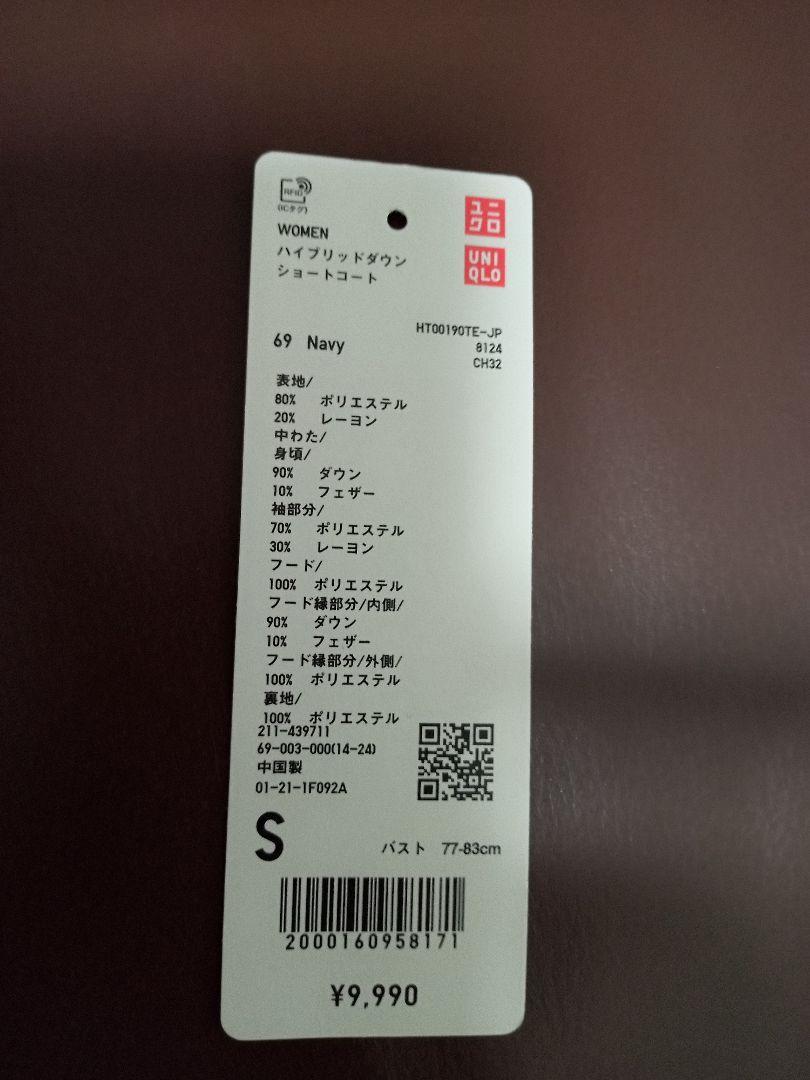 RFID
(ICタグ)
ユニ
クロ
UNI
QLO
WOMEN
ハイブリッドダウン
ショートコート
69 Navy
HT00190TE-JP
8124
CH32
表地/
80% ポリエステル
20% レーヨン
中わた/
身頃/
90% ダウン
10% フェザー
袖部分/
70% ポリエステル
30% レーヨン
フード/
100% ポリエステル
フード縁部分/内側/
90% ダウン
10% フェザー
フード縁部分/外側/
100% ポリエステル
裏地/
100% ポリエステル
211-439711
69-003-000(14-24)
中国製
01-21-1F092A
S
バスト 77-83cm
2000160958171
¥9,990